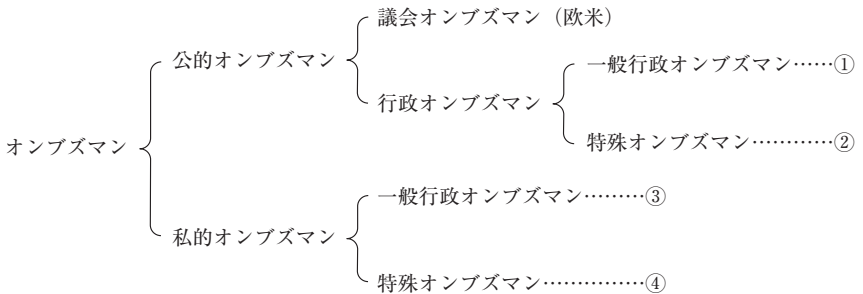 議会オンブズマン（欧米）
公的オンブズマン
一般行政オンブズマン……①
行政オンブズマン
特殊オンブズマン…………②
オンブズマン
一般行政オンブズマン………③
私的オンブズマン
特殊オンブズマン……………④